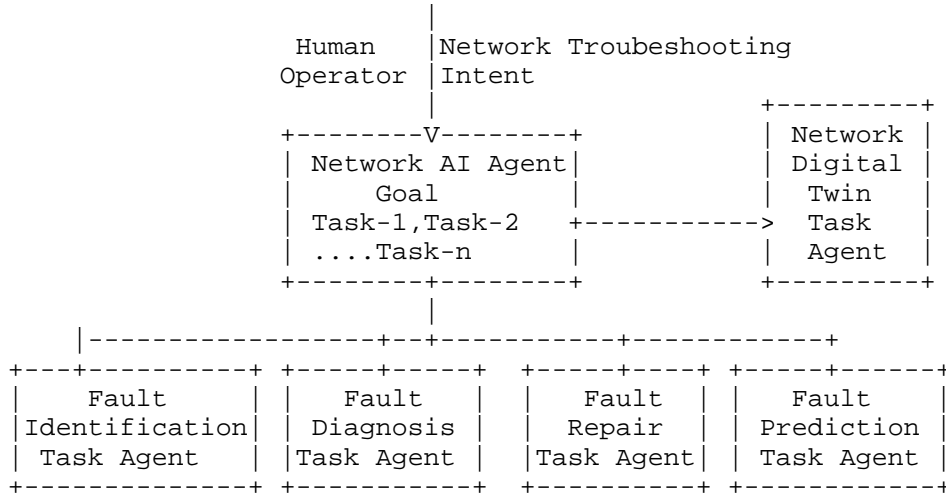 Human Network Troubeshooting
Operator Intent
Network
Network AI Agent Digital
Goal Twin
Task-1,Task-2 Task
....Task-n Agent
Fault Fault Fault Fault
Identification Diagnosis Repair Prediction
Task Agent Task Agent Task Agent Task Agent